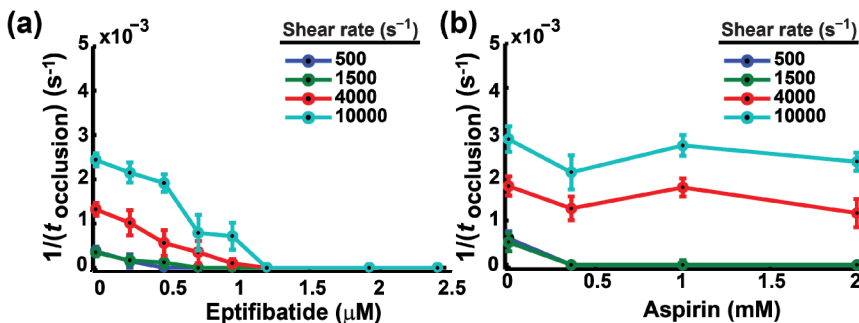 (a)
×10⁻³
Shear rate (s⁻¹)
500
1500
4000
10000
5
4
3
2
1
0
1/(t occlusion) (s⁻¹)
0 0.5 1 1.5 2 2.5
Eptifibatide (μM)
(b)
×10⁻³
Shear rate (s⁻¹)
500
1500
4000
10000
5
4
3
2
1
0
1/(t occlusion) (s⁻¹)
0 0.5 1 1.5 2
Aspirin (mM)